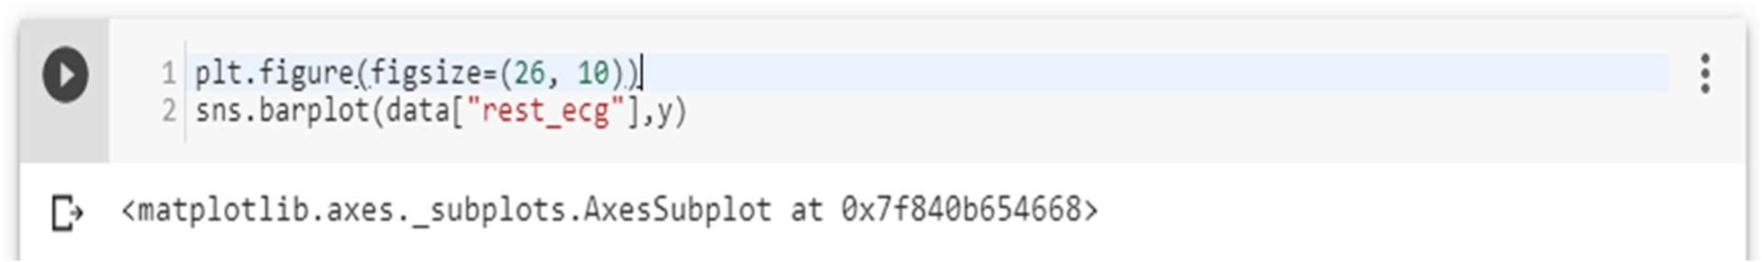 1 plt.figure(figsize=(26, 10))
2 sns.barplot(data["rest_ecg"],y)
<matplotlib.axes._subplots.AxesSubplot at 0x7f840b654668>